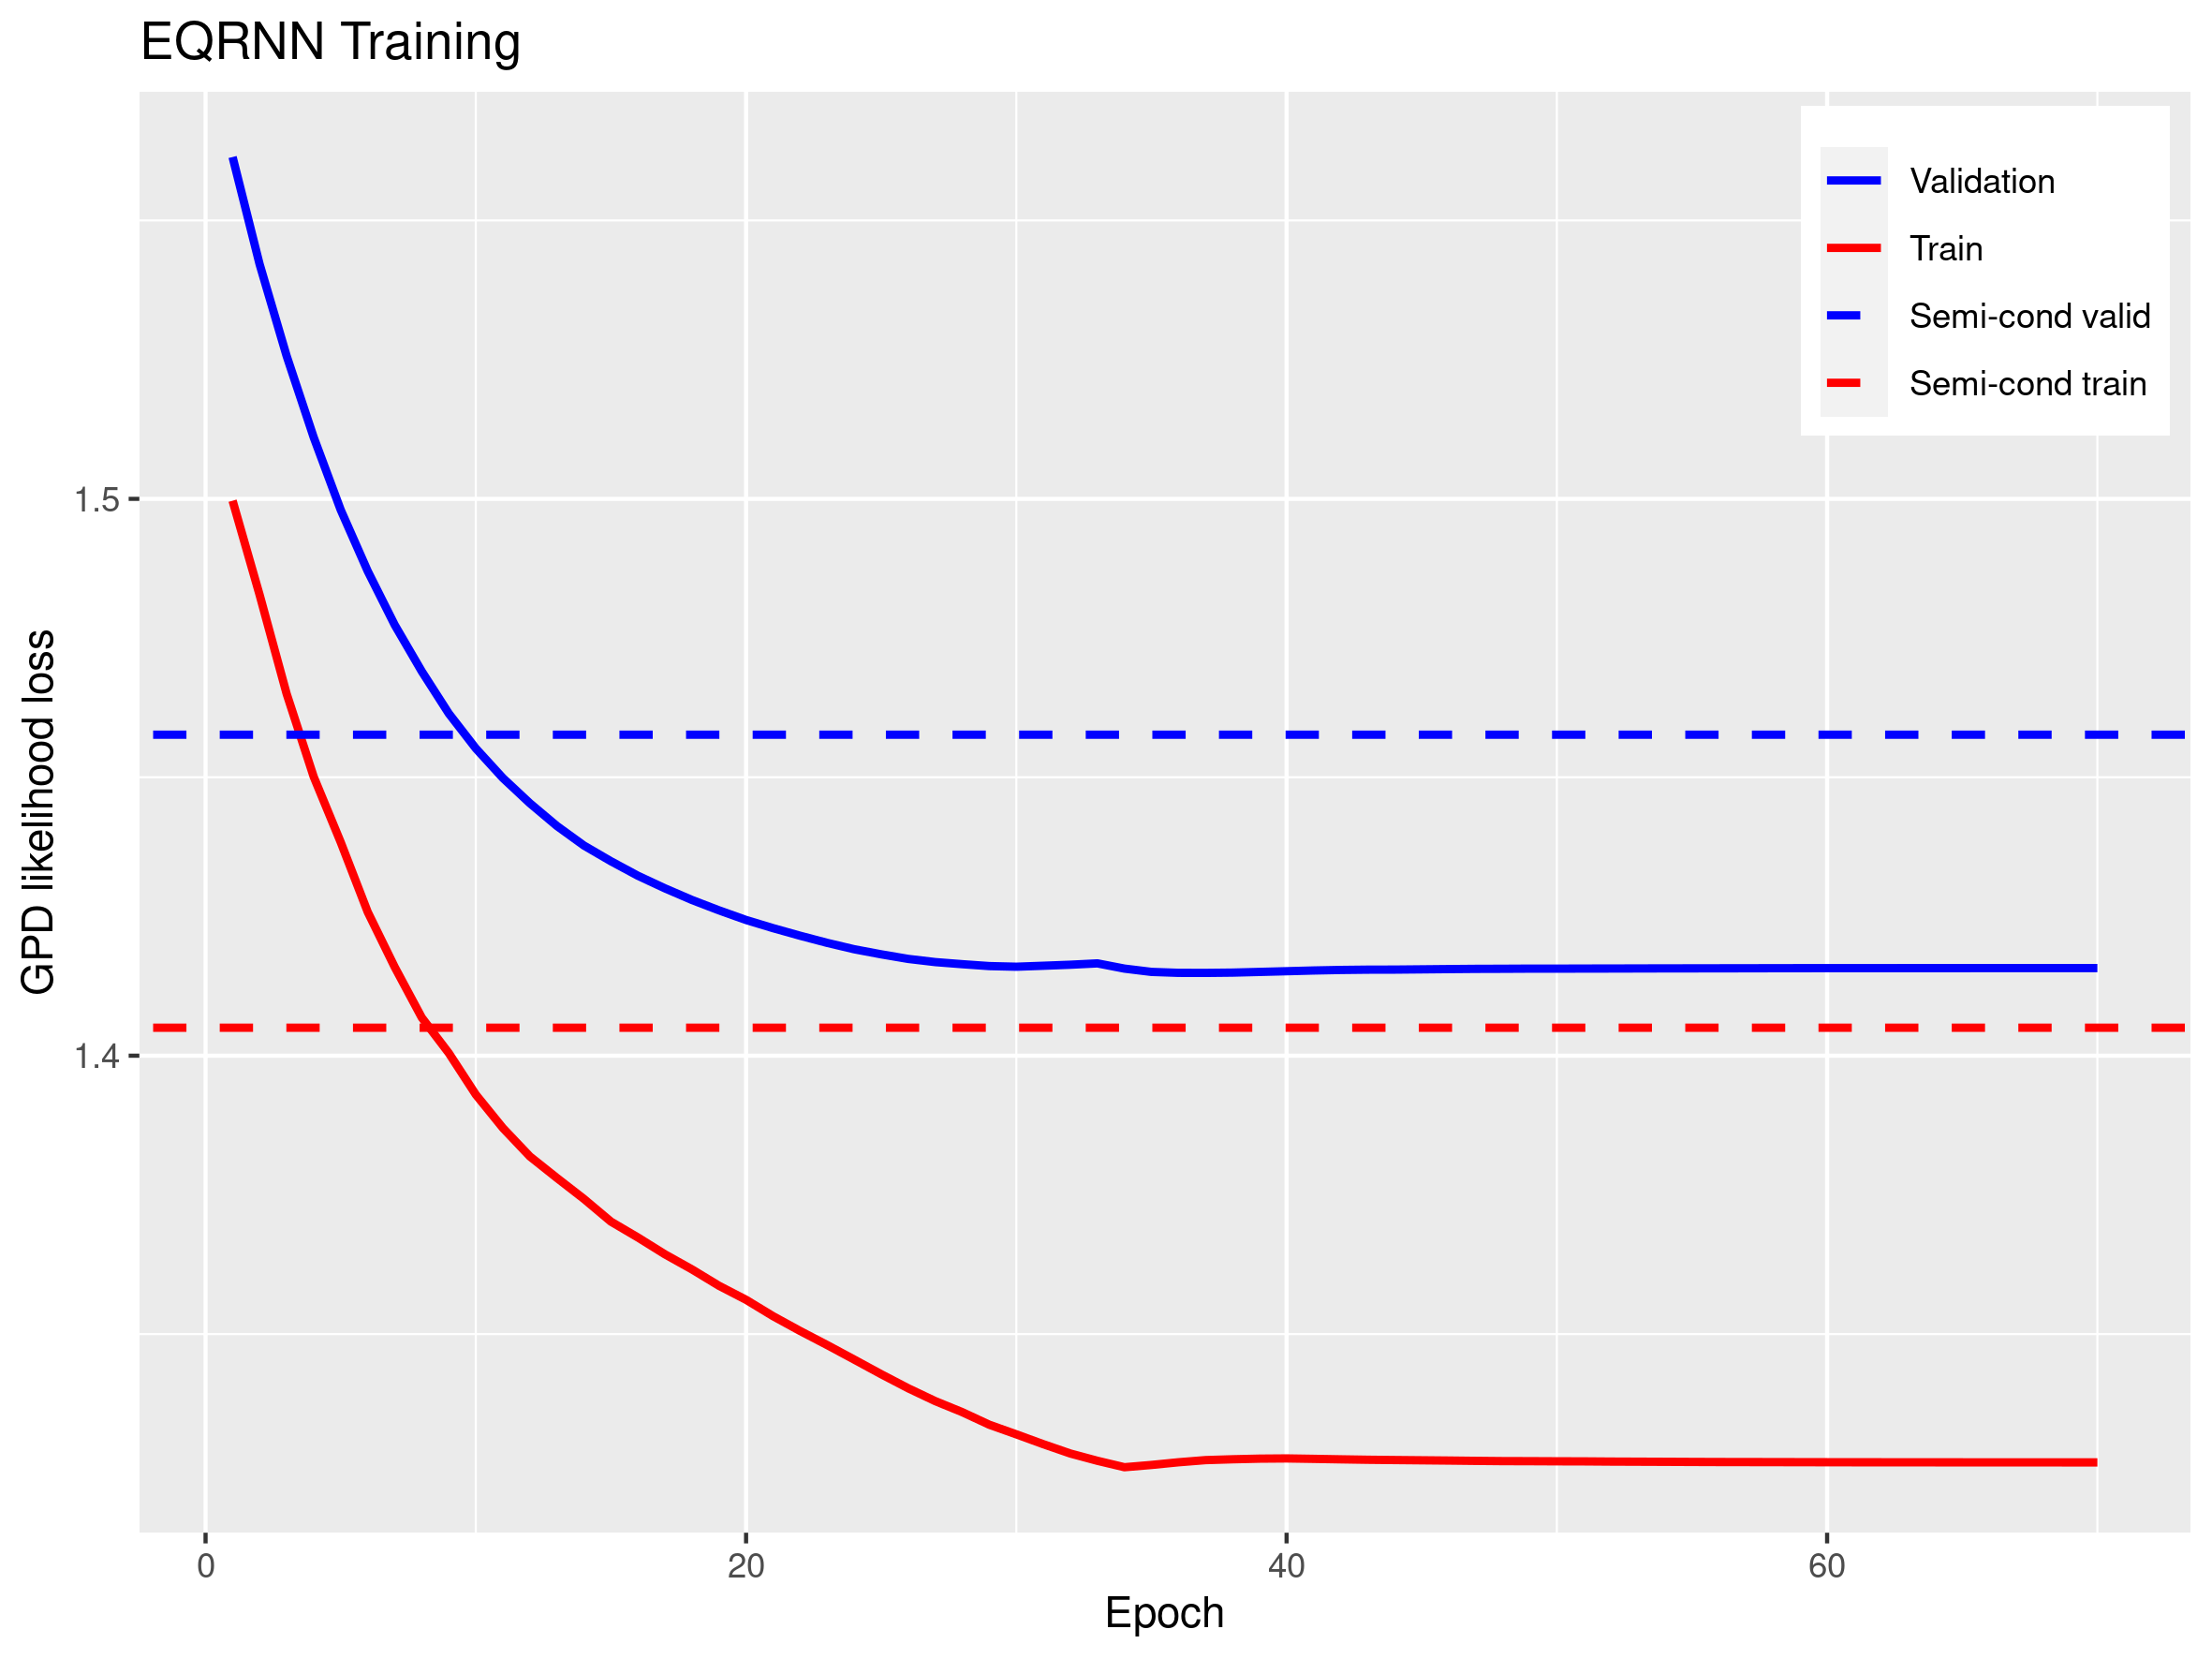 EQRNN Training
GPD likelihood loss
1.5
1.4
Validation
Train
Semi-cond valid
Semi-cond train
0
20
40
60
Epoch